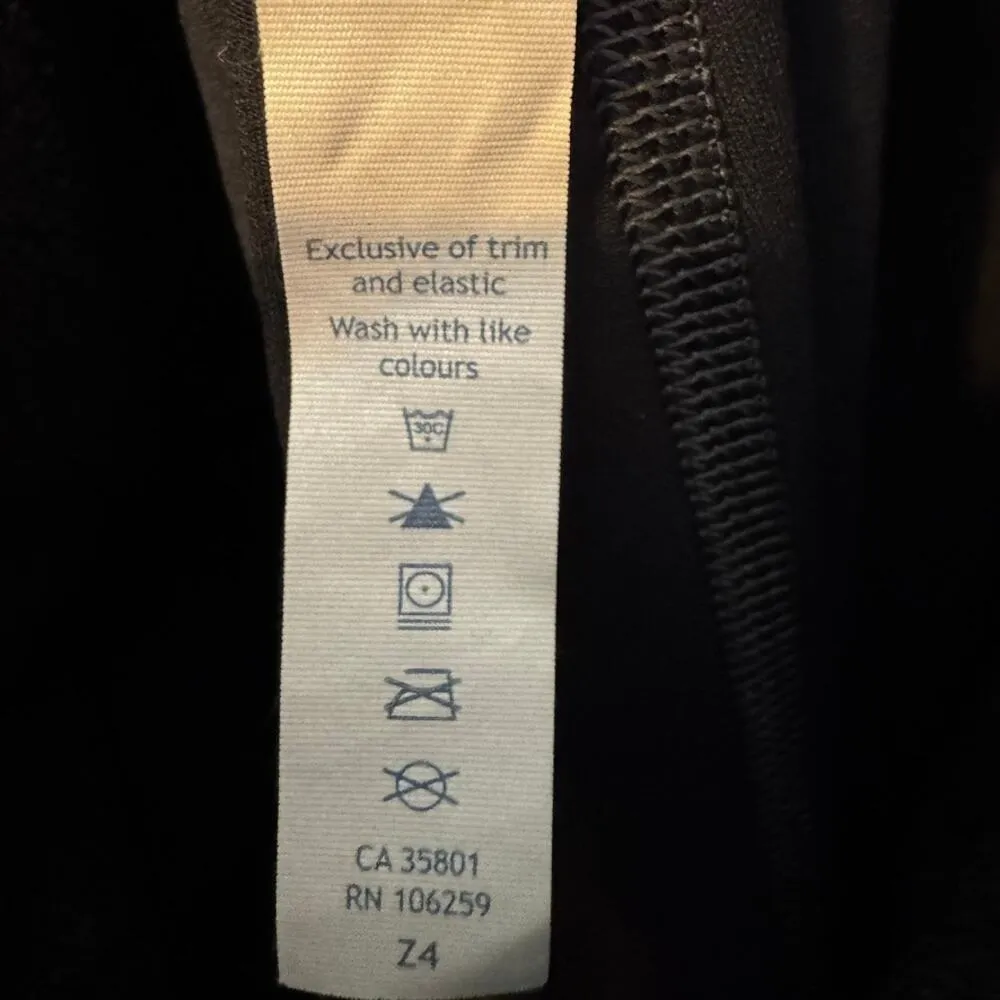 Exclusive of trim
and elastic
Wash with like
colours
30C
CA 35801
RN 106259
Z4